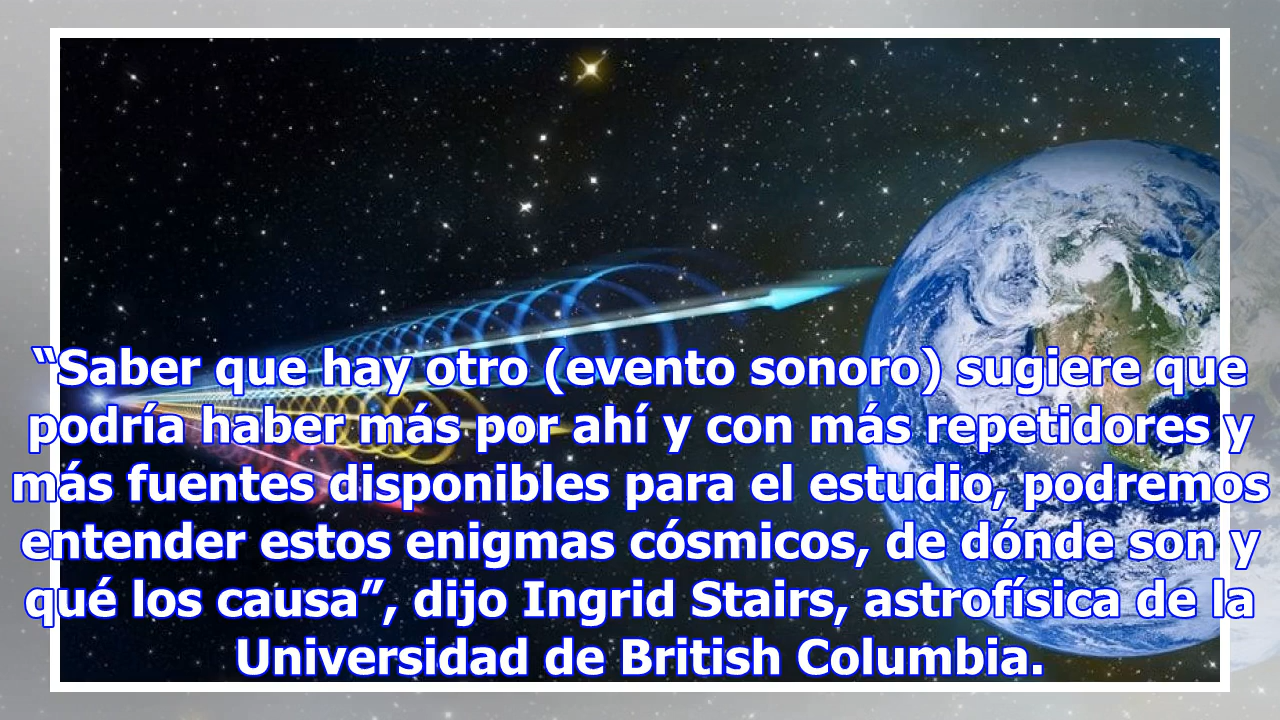 “Saber que hay otro (evento sonoro) sugiere que
podría haber más por ahí y con más repetidores y
más fuentes disponibles para el estudio, podremos
entender estos enigmas cósmicos, de dónde son y
qué los causa”, dijo Ingrid Stairs, astrofísica de la
Universidad de British Columbia.